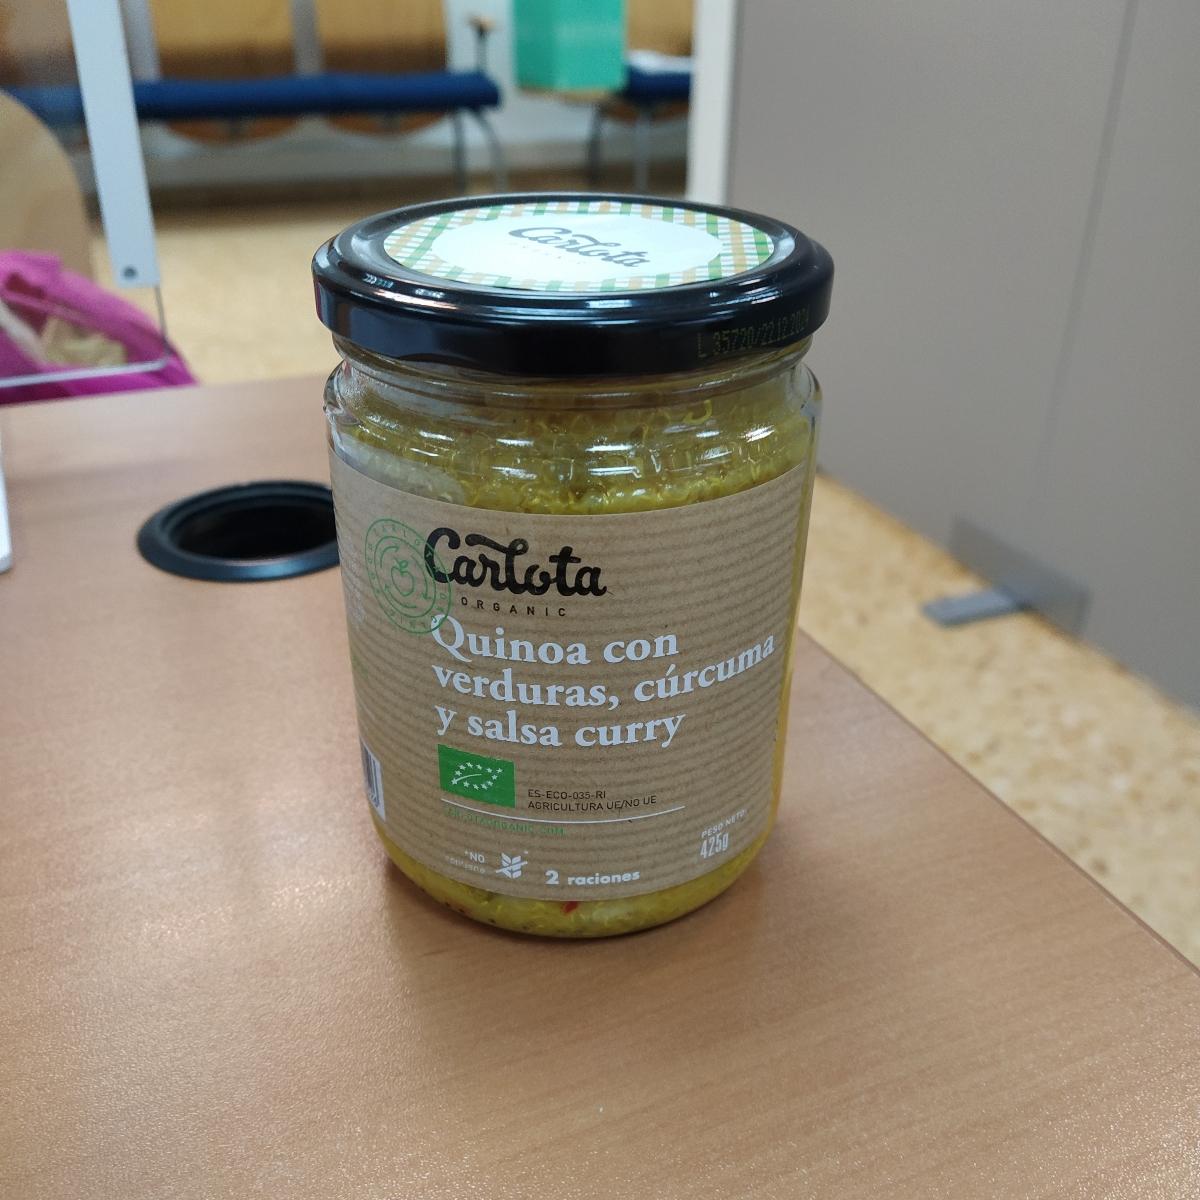 Carlota
L 35720/22.12.2024
Carlota
ORGANIC
Quinoa con
verduras, cúrcuma
y salsa curry
ES-ECO-035-RI
AGRICULTURA UE/NO UE
PESO NETO:
425g
*NO
2 raciones